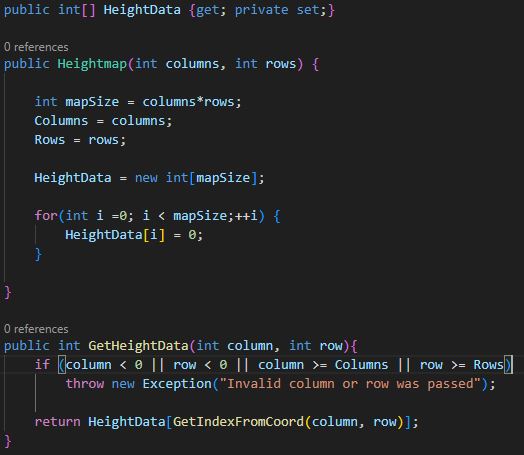 public int[] HeightData {get; private set;}
0 references
public Heightmap(int columns, int rows) {
int mapSize = columns*rows;
Columns = columns;
Rows = rows;
HeightData = new int[mapSize];
for(int i =0; i < mapSize;++i) {
HeightData[i] = 0;
}
}
0 references
public int GetHeightData(int column, int row){
if (column < 0 || row < 0 || column >= Columns || row >= Rows)
throw new Exception("Invalid column or row was passed");
return HeightData[GetIndexFromCoord(column, row)];
}